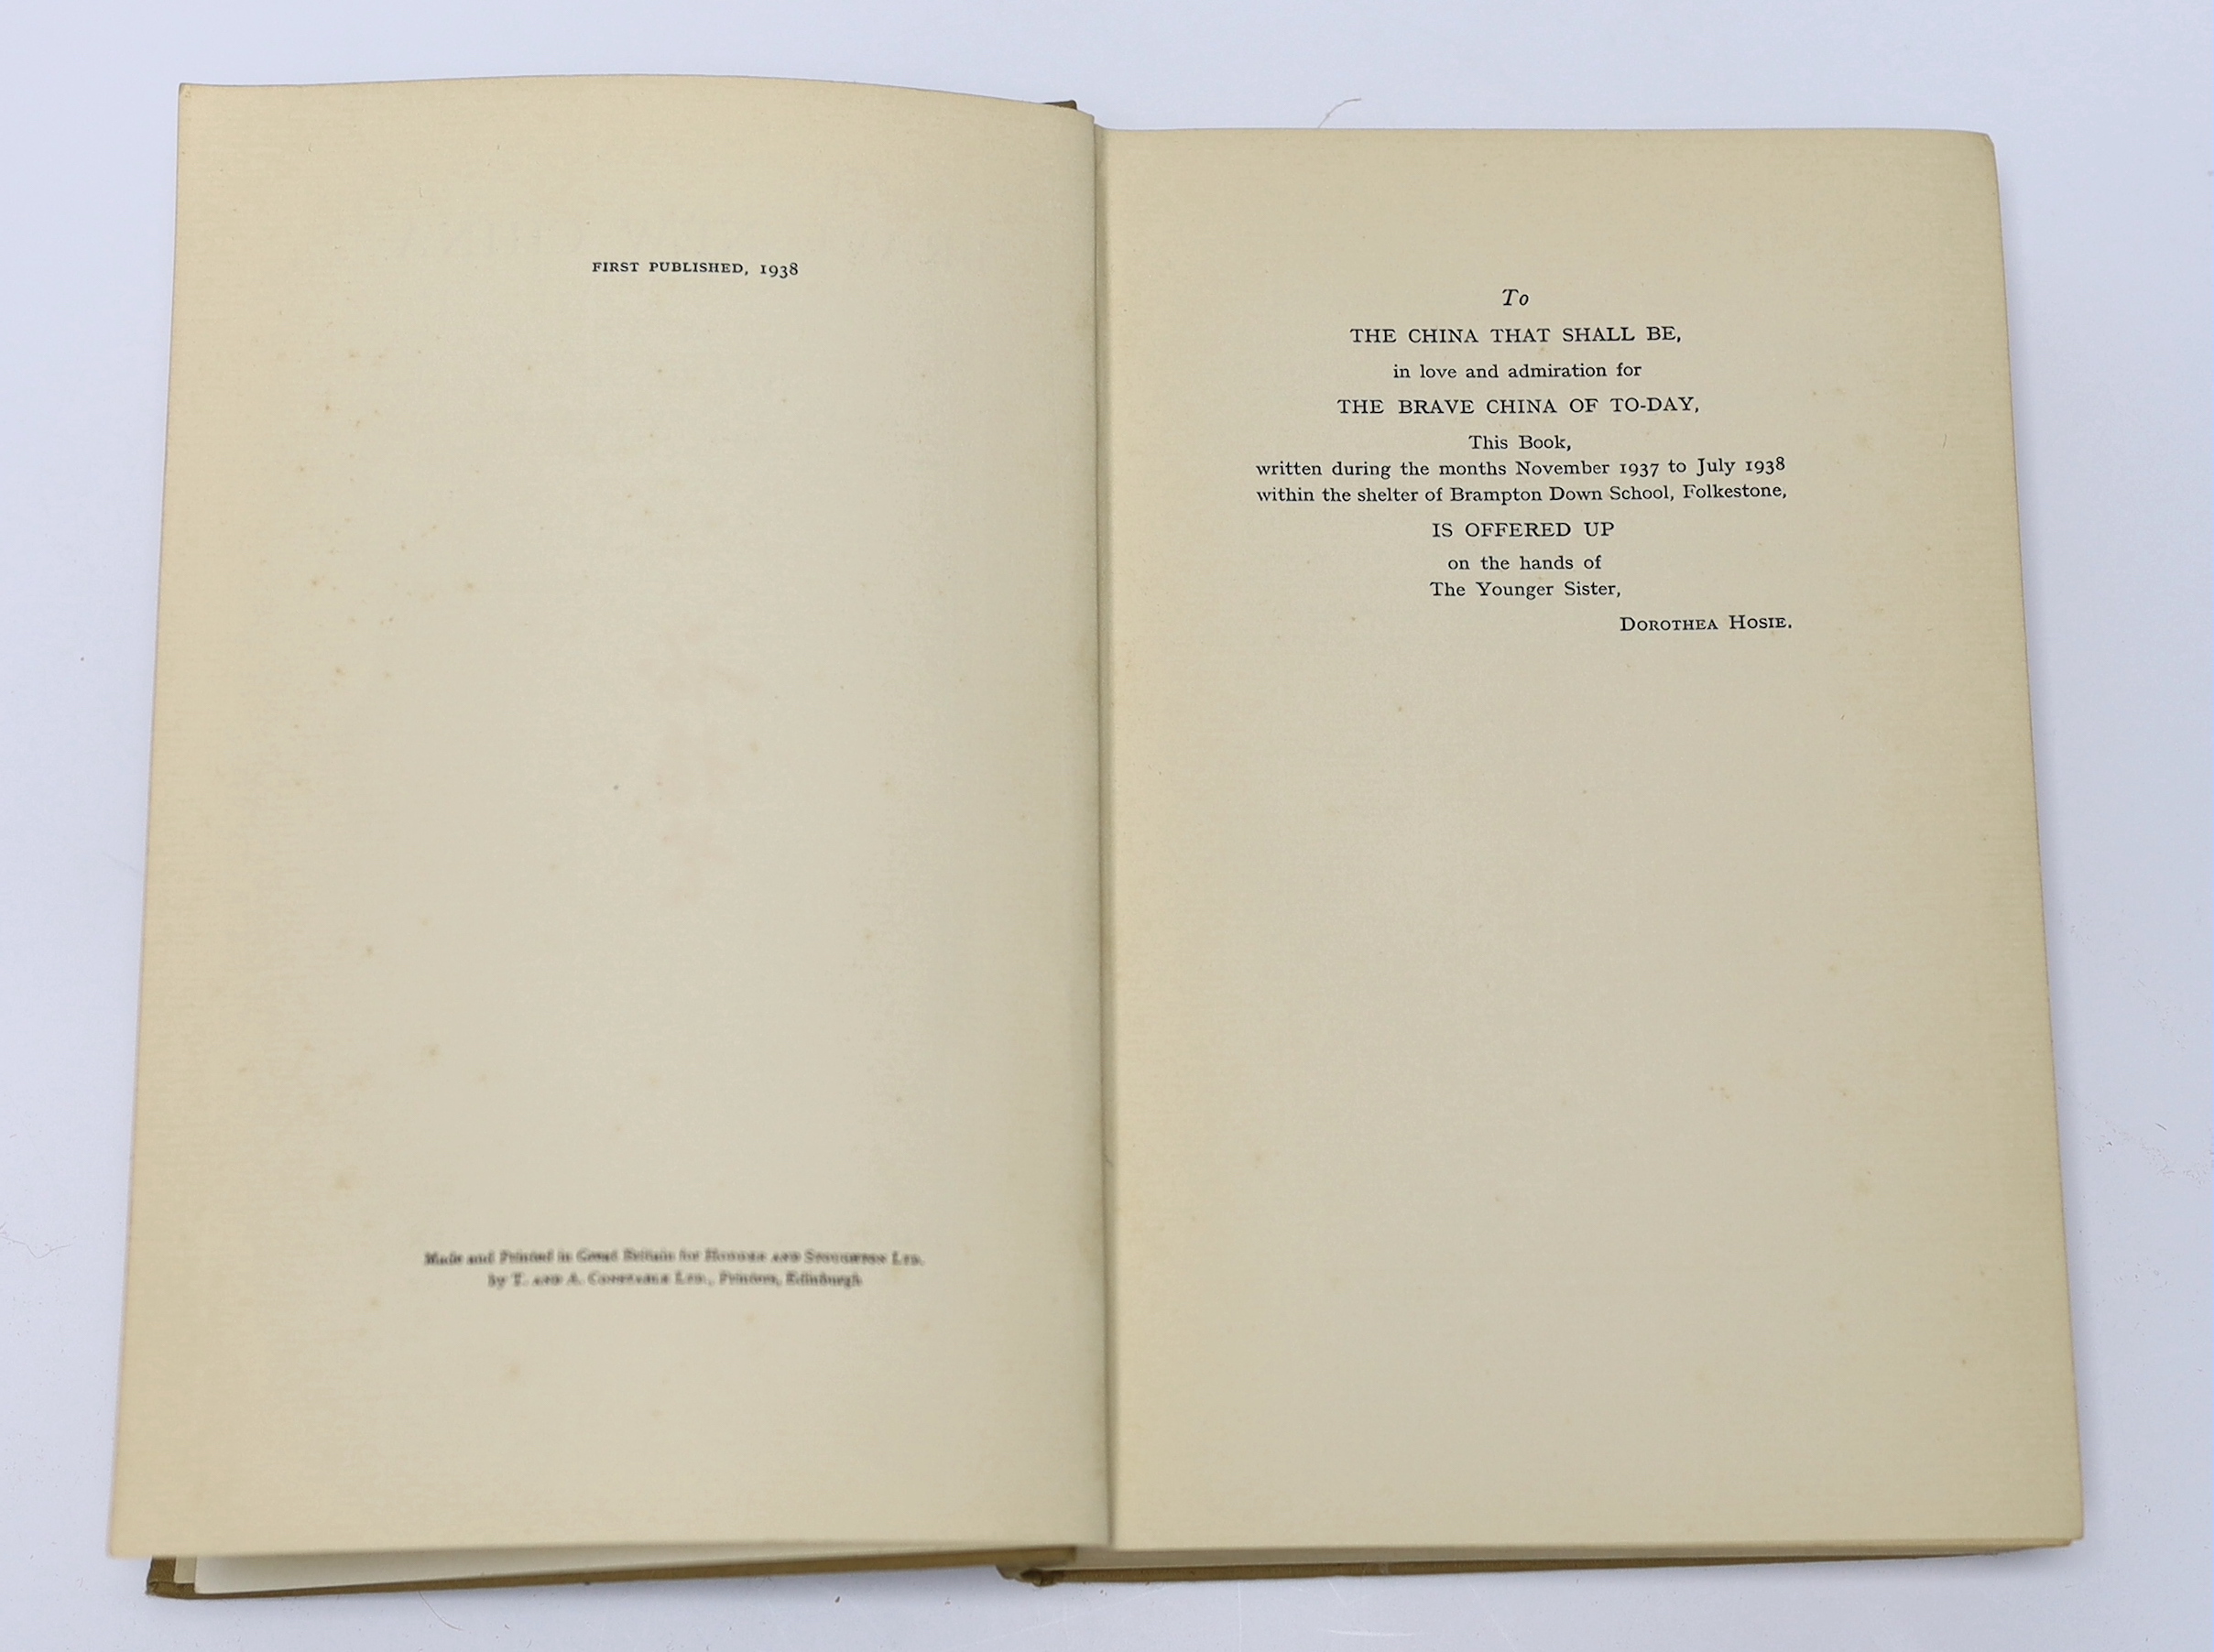 FIRST PUBLISHED, 1938
Made and Printed in Great Britain for HODDER AND STOUGHTON LTD.
by T. AND A. CONSTABLE LTD., Printers, Edinburgh
To
THE CHINA THAT SHALL BE,
in love and admiration for
THE BRAVE CHINA OF TO-DAY,
This Book,
written during the months November 1937 to July 1938
within the shelter of Brampton Down School, Folkestone,
IS OFFERED UP
on the hands of
The Younger Sister,
DOROTHEA HOSIE.